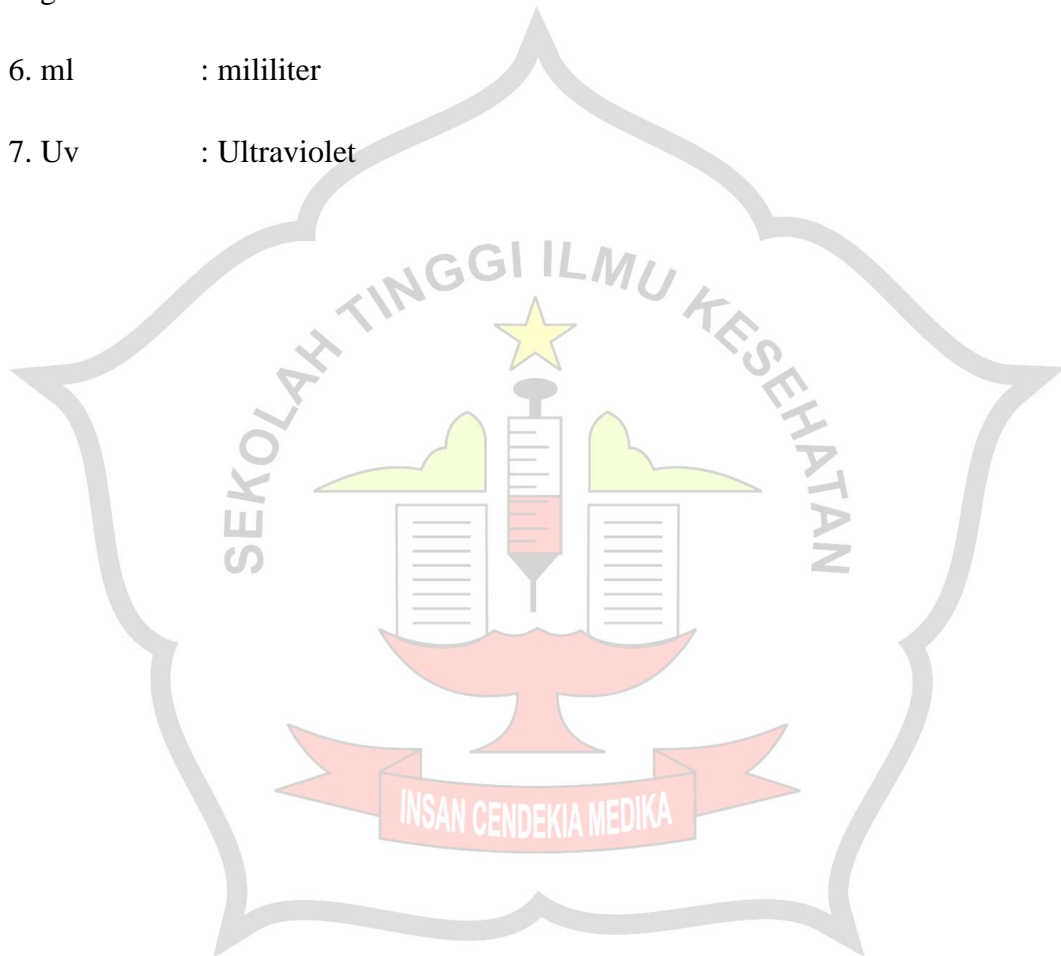 6. ml : mililiter
7. Uv : Ultraviolet
SEKOLAH TINGGI ILMU KESEHATAN
INSAN CENDEKIA MEDIKA